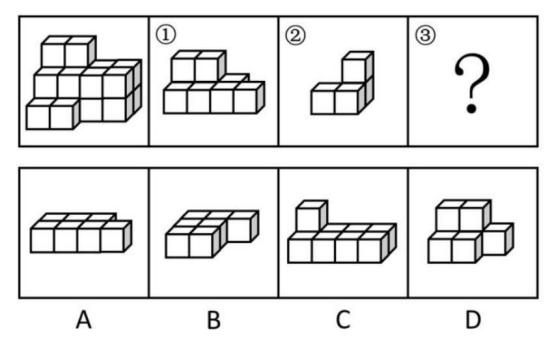 ① ② ③
?
A B C D